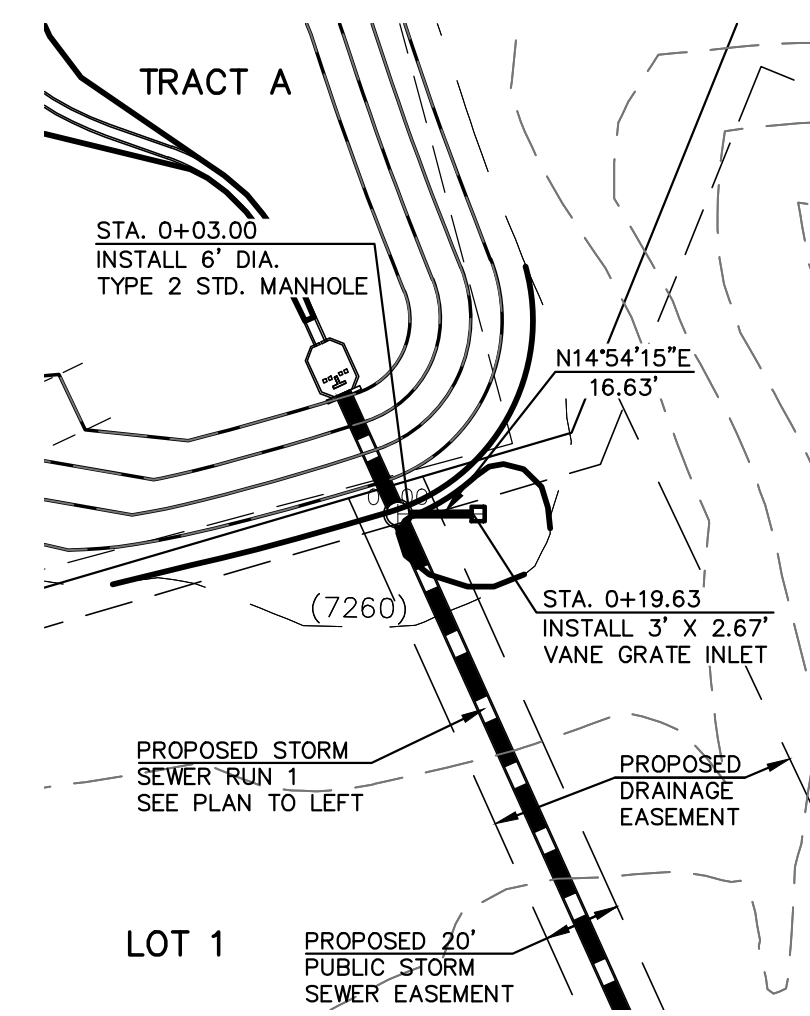 TRACT A
STA. 0+03.00
INSTALL 6' DIA.
TYPE 2 STD. MANHOLE
N14°54'15"E
16.63'
(7260)
STA. 0+19.63
INSTALL 3' X 2.67'
VANE GRATE INLET
PROPOSED STORM
SEWER RUN 1
SEE PLAN TO LEFT
PROPOSED
DRAINAGE
EASEMENT
LOT 1
PROPOSED 20'
PUBLIC STORM
SEWER EASEMENT